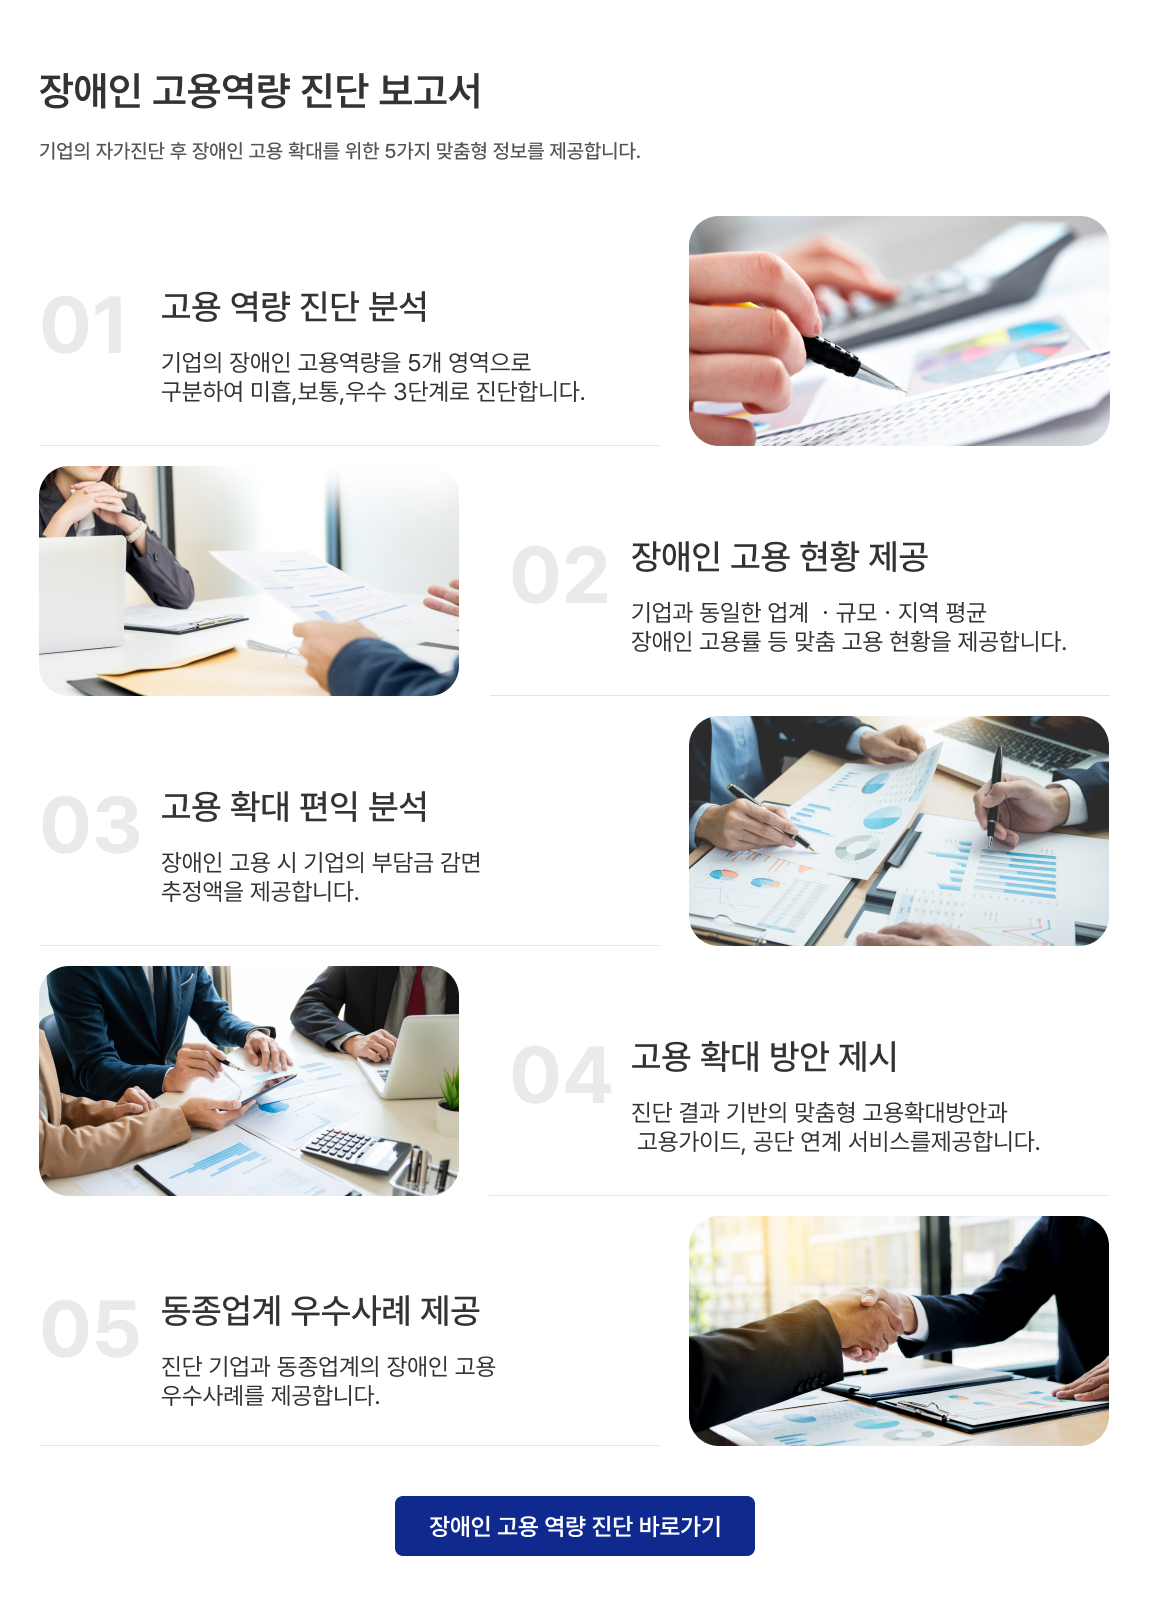 장애인 고용역량 진단 보고서
기업의 자가진단 후 장애인 고용 확대를 위한 5가지 맞춤형 정보를 제공합니다.
01
고용 역량 진단 분석
기업의 장애인 고용역량을 5개 영역으로
구분하여 미흡,보통,우수 3단계로 진단합니다.
02
장애인 고용 현황 제공
기업과 동일한 업계 · 규모 · 지역 평균
장애인 고용률 등 맞춤 고용 현황을 제공합니다.
03
고용 확대 편익 분석
장애인 고용 시 기업의 부담금 감면
추정액을 제공합니다.
04
고용 확대 방안 제시
진단 결과 기반의 맞춤형 고용확대방안과
고용가이드, 공단 연계 서비스를제공합니다.
05
동종업계 우수사례 제공
진단 기업과 동종업계의 장애인 고용
우수사례를 제공합니다.
장애인 고용 역량 진단 바로가기